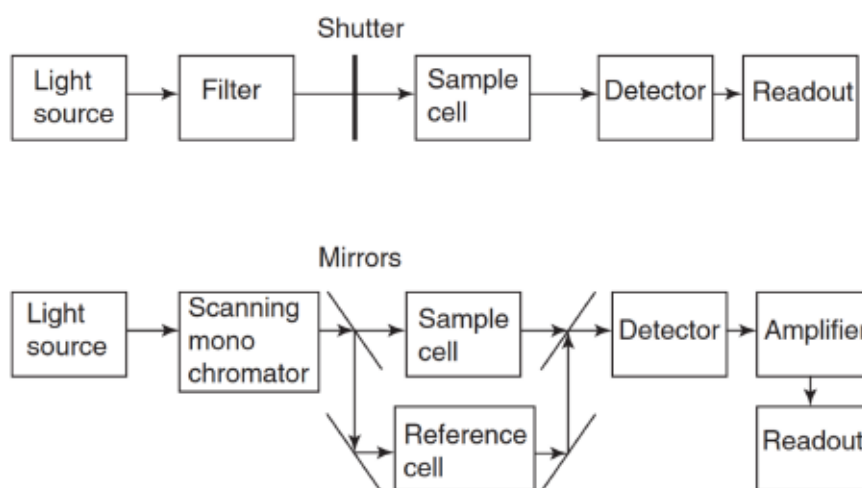 Shutter
Light
source
Filter
Sample
cell
Detector
Readout
Mirrors
Light
source
Scanning
mono
chromator
Sample
cell
Detector
Amplifier
Reference
cell
Readout